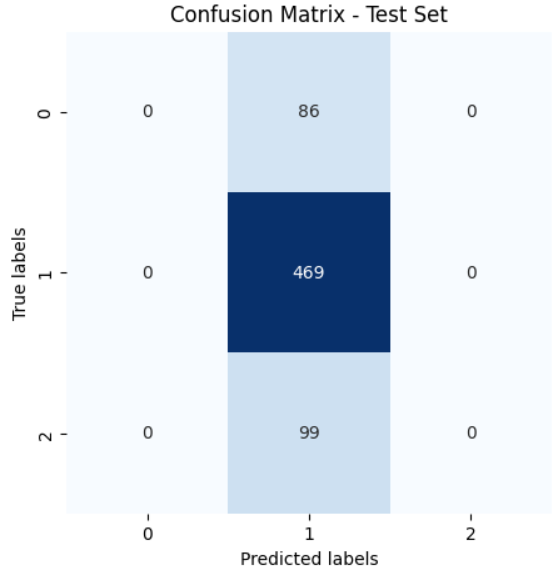 Confusion Matrix - Test Set
0 0 86 0
True labels
1 0 469 0
2 0 99 0
0 1 2
Predicted labels